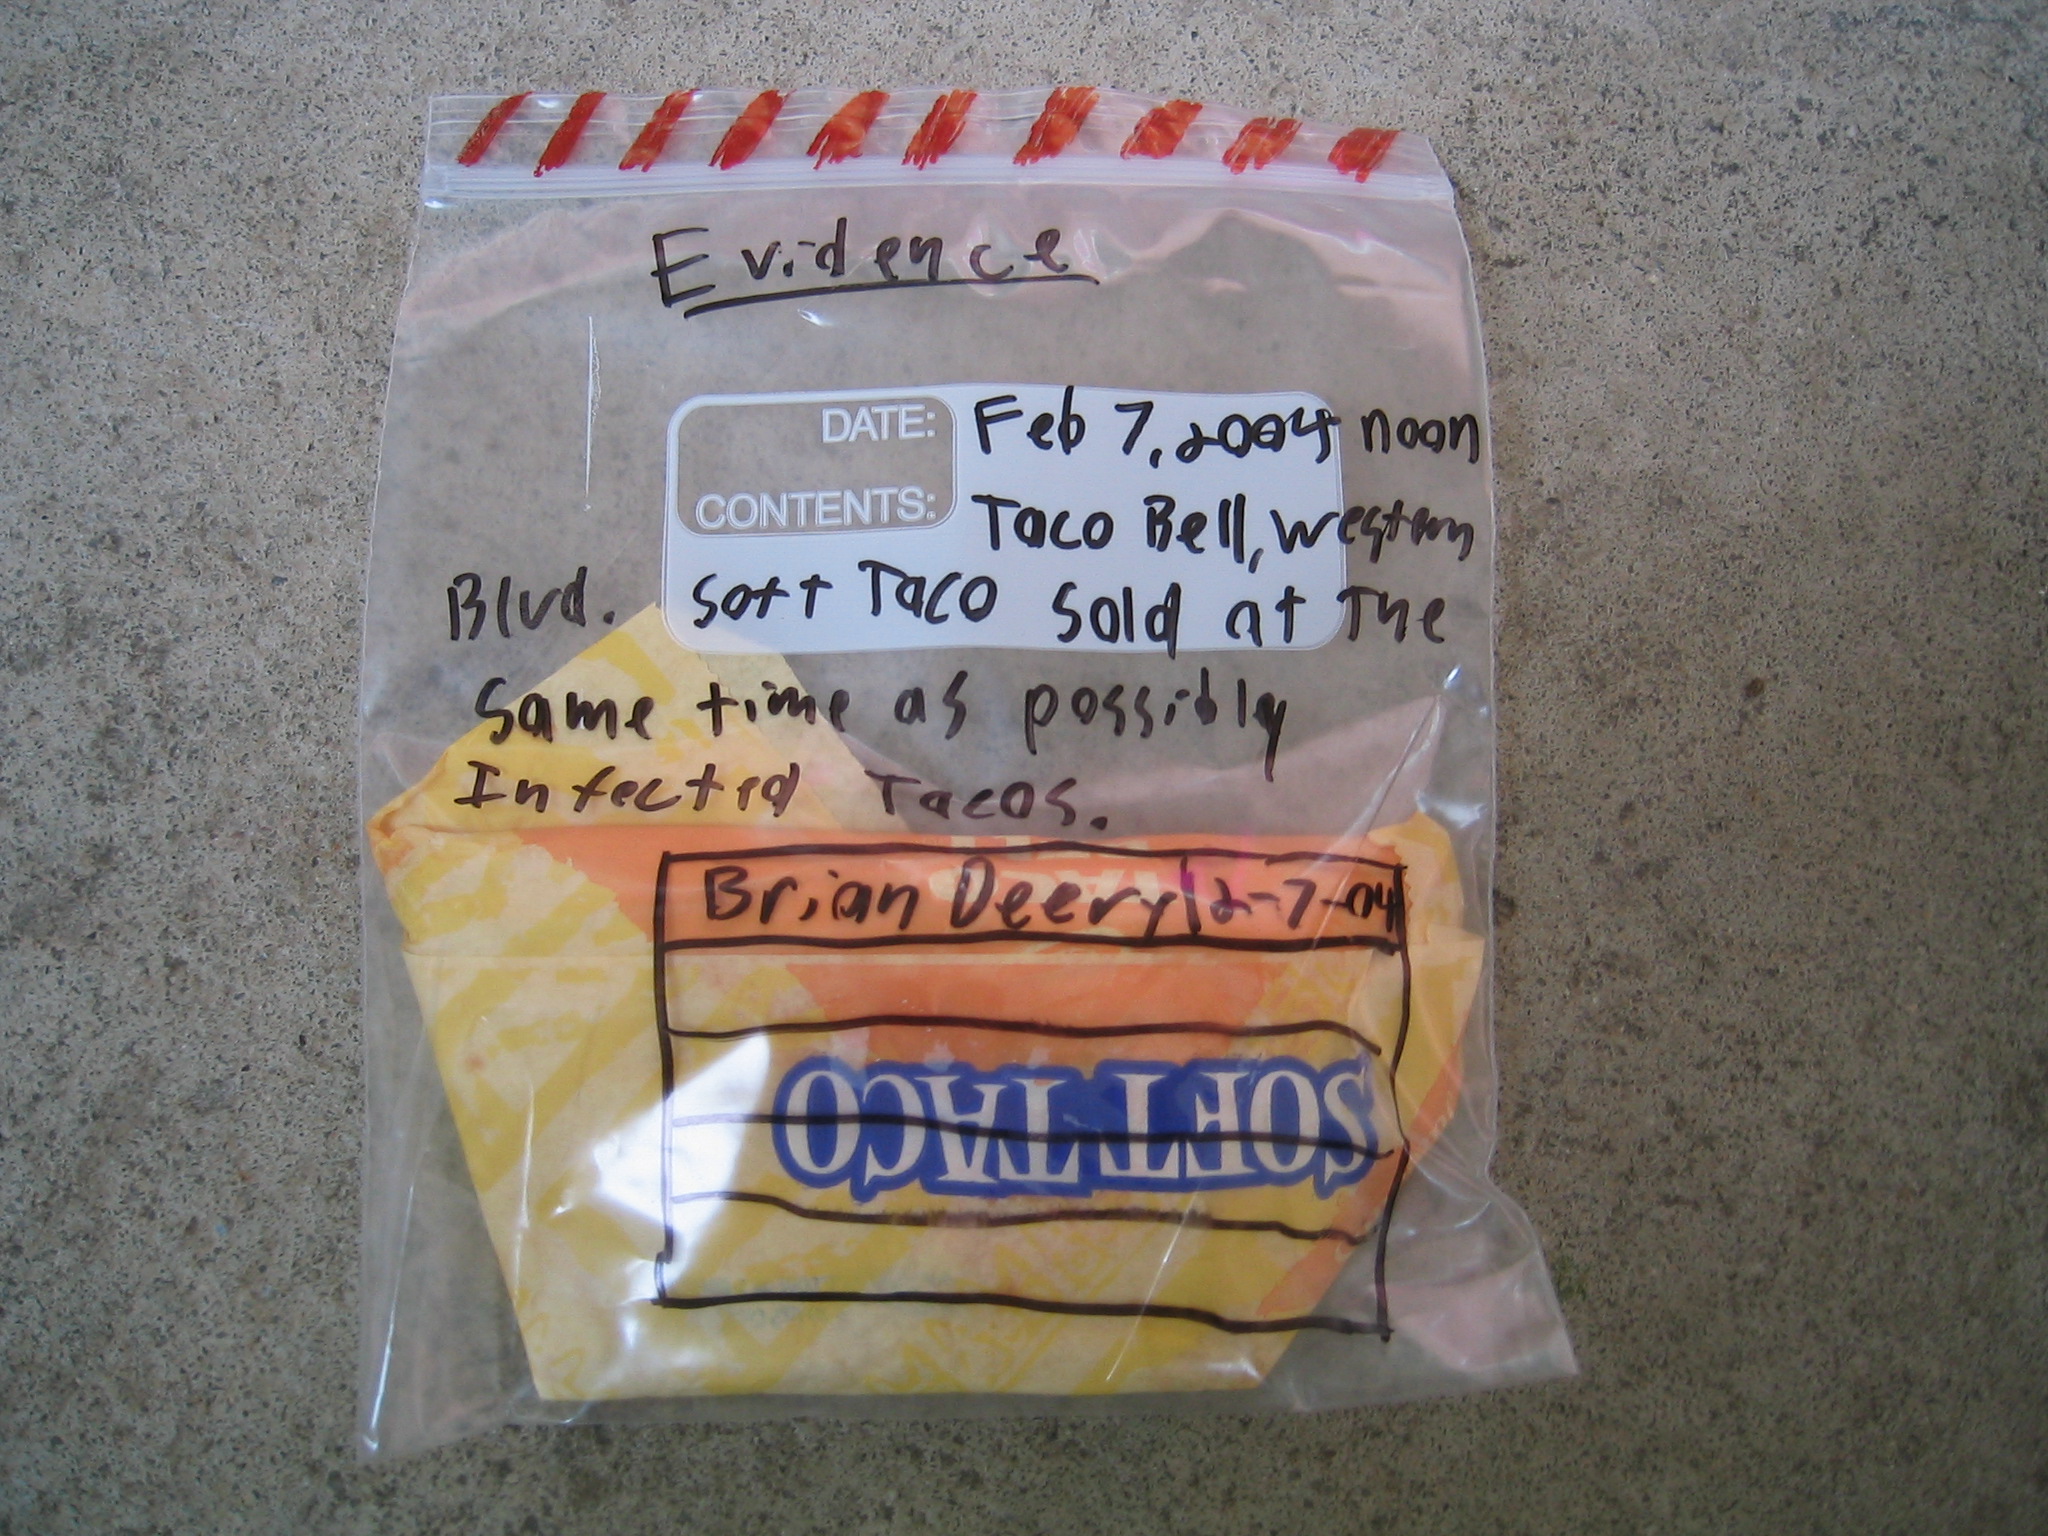 Evidence
DATE: Feb 7, 2004 noon
CONTENTS: Taco Bell, Western
Blvd. Soft Taco Sold at The
Same time as possibly
Infected Tacos.
Brian Deery | 2-7-04
SOFT TACO